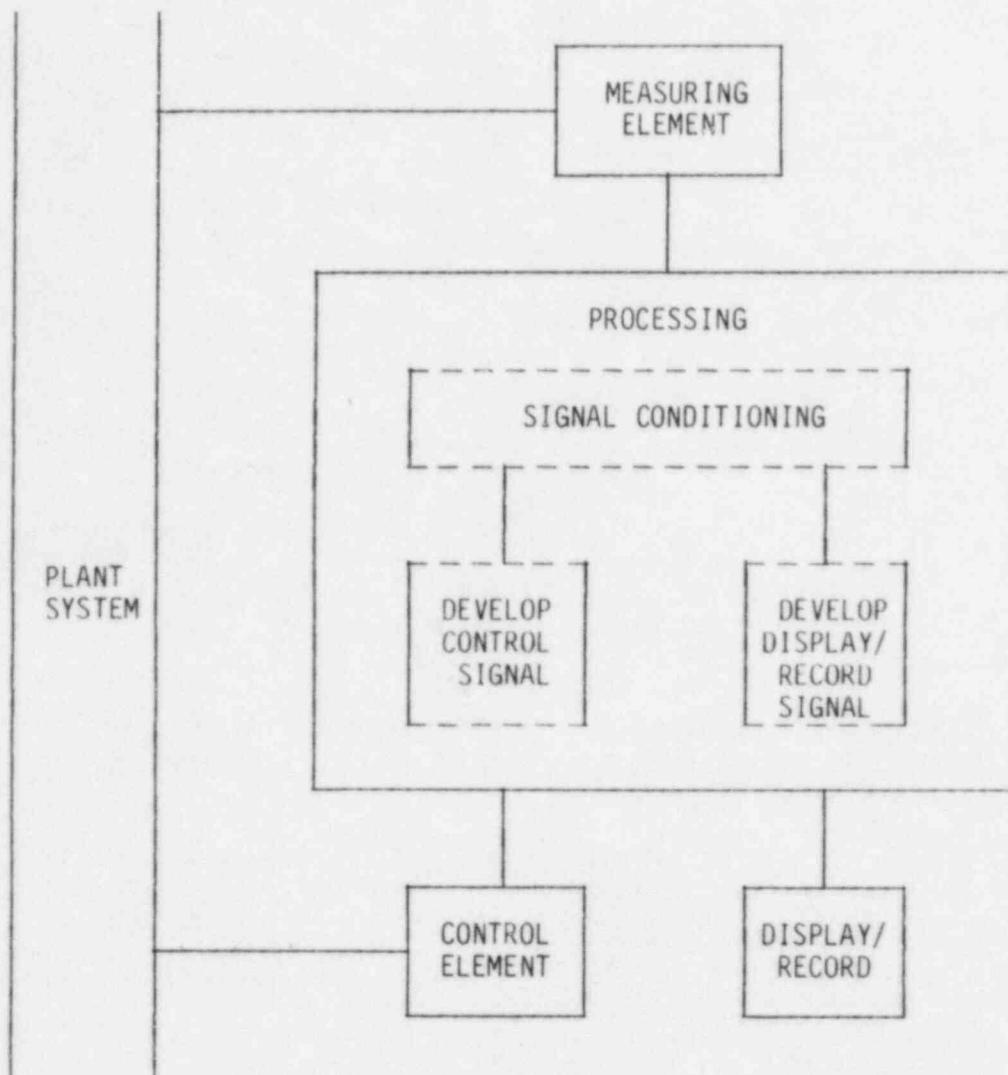 MEASURING
ELEMENT
PROCESSING
SIGNAL CONDITIONING
PLANT
SYSTEM
DEVELOP
CONTROL
SIGNAL
DEVELOP
DISPLAY/
RECORD
SIGNAL
CONTROL
ELEMENT
DISPLAY/
RECORD